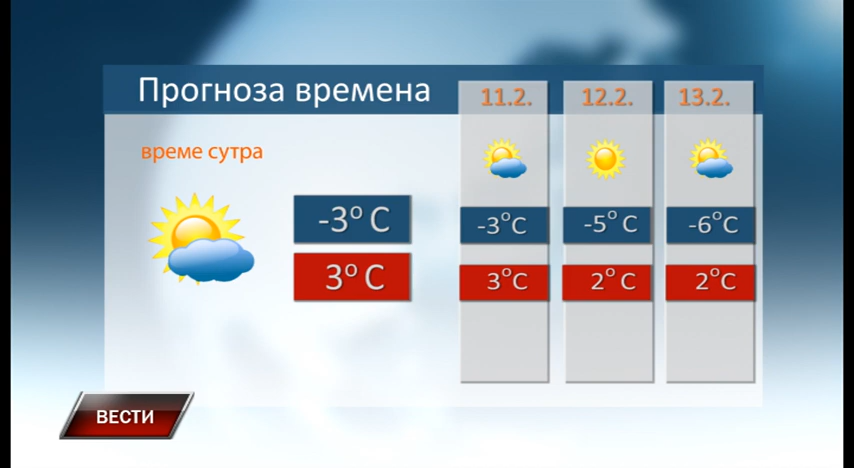 Прогноза времена
време сутра
-3° C
3° C
11.2.
-3°C
3°C
12.2.
-5° C
2° C
13.2.
-6°C
2°C
ВЕСТИ